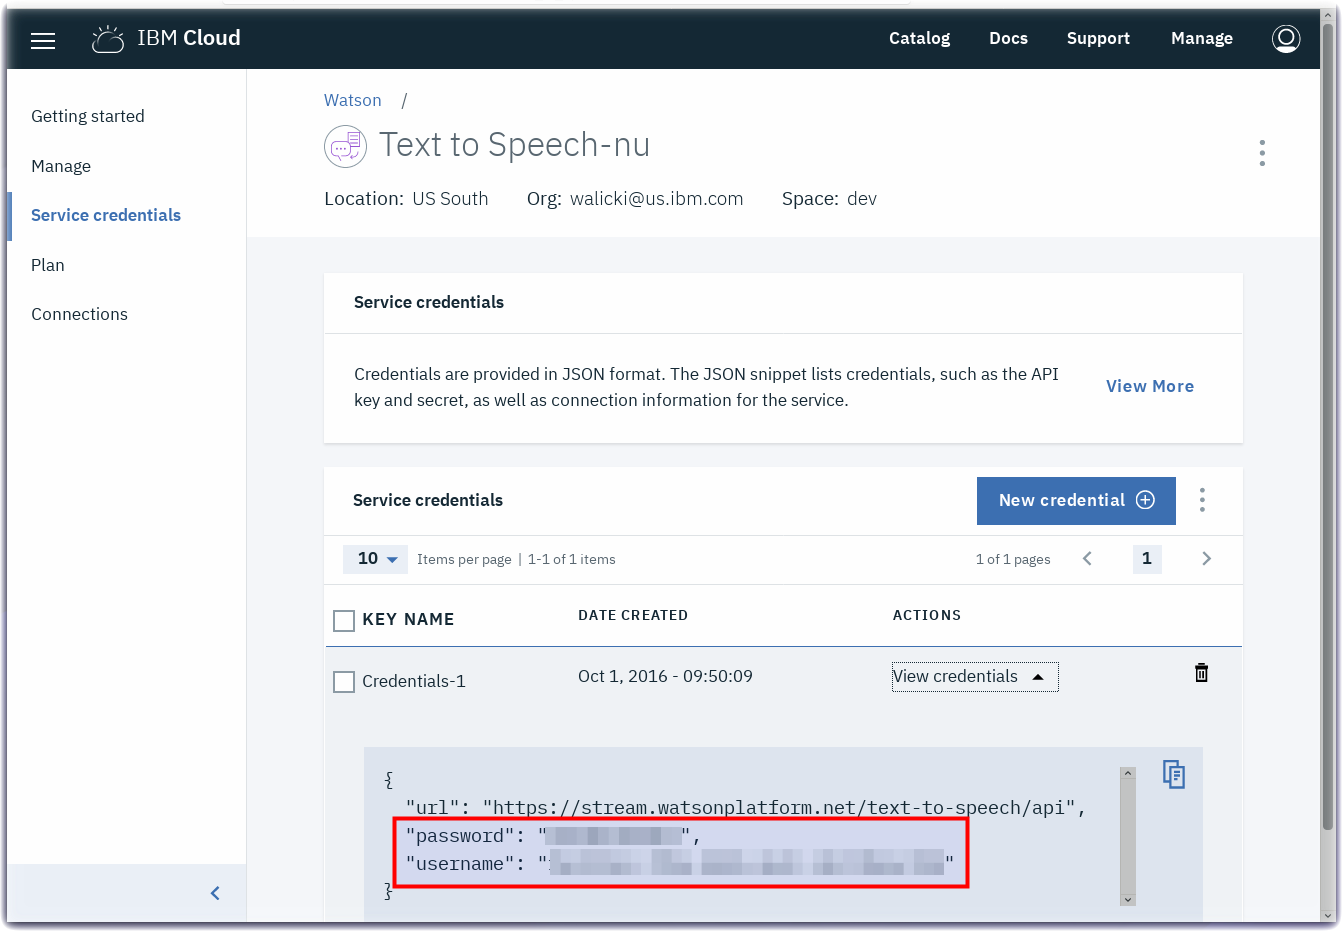 IBM Cloud
Catalog Docs Support Manage
Getting started
Manage
Service credentials
Plan
Connections
Watson /
Text to Speech-nu
Location: US South Org: walicki@us.ibm.com Space: dev
Service credentials
Credentials are provided in JSON format. The JSON snippet lists credentials, such as the API
key and secret, as well as connection information for the service.
View More
Service credentials
New credential
10 Items per page | 1-1 of 1 items 1 of 1 pages 1
KEY NAME DATE CREATED ACTIONS
Credentials-1 Oct 1, 2016 - 09:50:09 View credentials
{
"url": "https://stream.watsonplatform.net/text-to-speech/api",
"password": "",
"username": ""
}